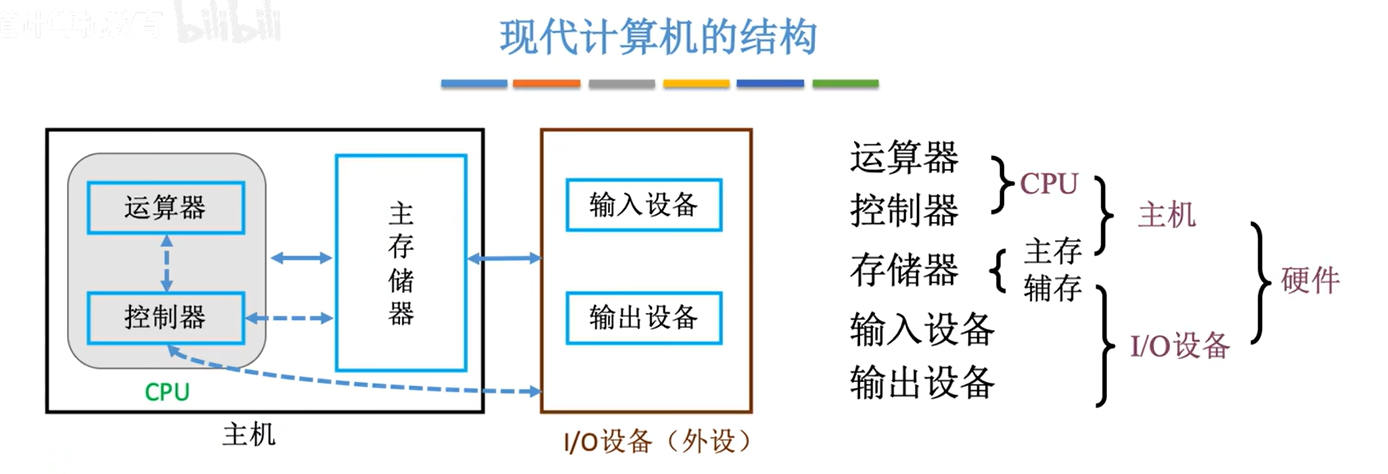 bilibili
现代计算机的结构
运算器
控制器
CPU
主机
主存储器
输入设备
输出设备
I/O设备（外设）
运算器
控制器
存储器
输入设备
输出设备
CPU
主存
辅存
主机
I/O设备
硬件